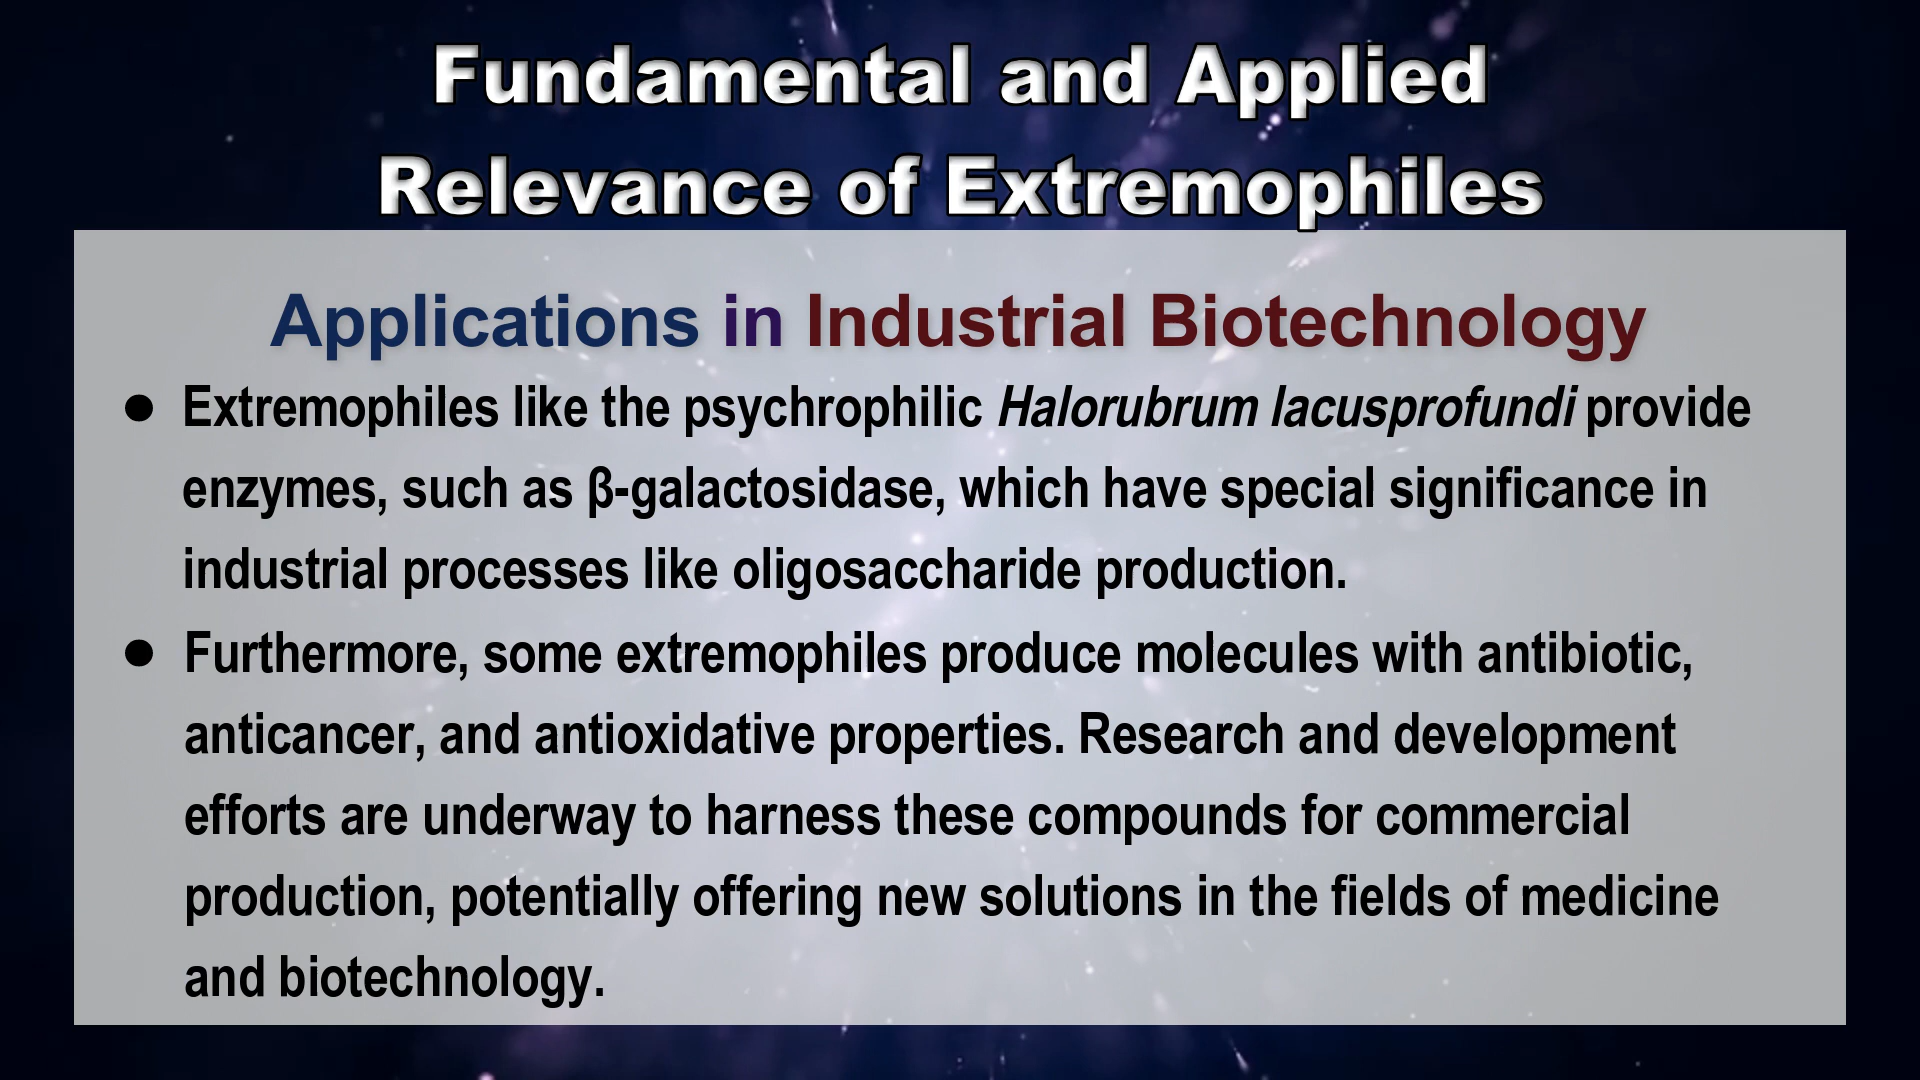 Fundamental and Applied
Relevance of Extremophiles
Applications in Industrial Biotechnology
● Extremophiles like the psychrophilic Halorubrum lacusprofundi provide
enzymes, such as β-galactosidase, which have special significance in
industrial processes like oligosaccharide production.
● Furthermore, some extremophiles produce molecules with antibiotic,
anticancer, and antioxidative properties. Research and development
efforts are underway to harness these compounds for commercial
production, potentially offering new solutions in the fields of medicine
and biotechnology.